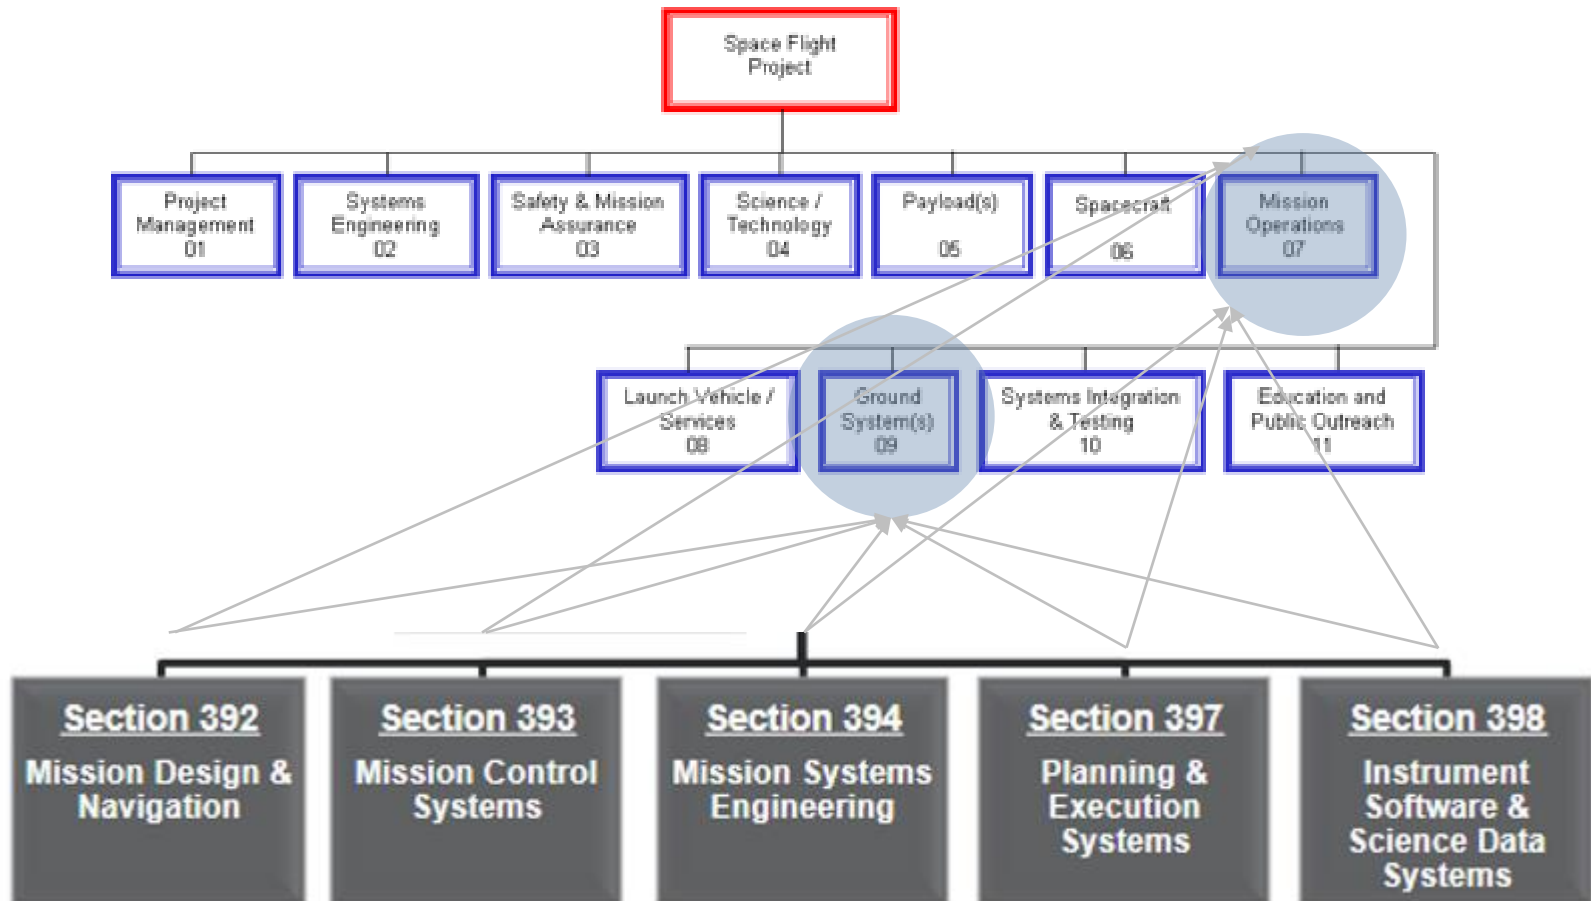 Space Flight
Project
Project
Management
01
Systems
Engineering
02
Safety & Mission
Assurance
03
Science /
Technology
04
Payload(s)
05
Spacecraft
06
Mission
Operations
07
Launch Vehicle /
Services
08
Ground
System(s)
09
Systems Integration
& Testing
10
Education and
Public Outreach
11
Section 392
Mission Design &
Navigation
Section 393
Mission Control
Systems
Section 394
Mission Systems
Engineering
Section 397
Planning &
Execution
Systems
Section 398
Instrument
Software &
Science Data
Systems